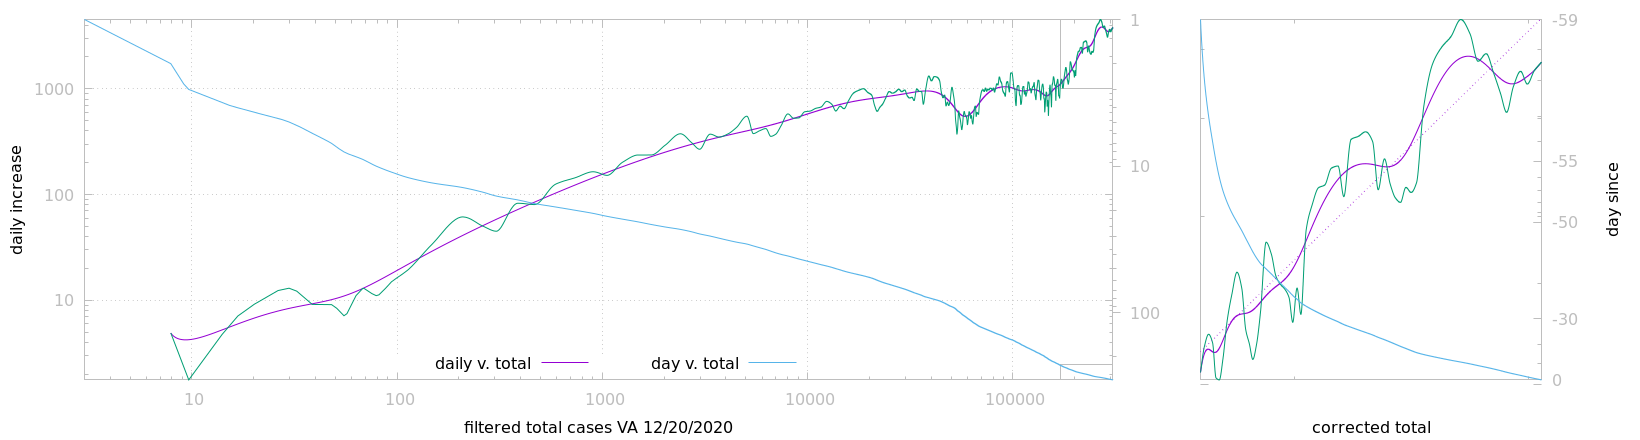 daily increase
1000
100
10
daily v. total
day v. total
10
100
1000
10000
100000
filtered total cases VA 12/20/2020
1
10
100
corrected total
-59
-55
-50
-30
0
day since